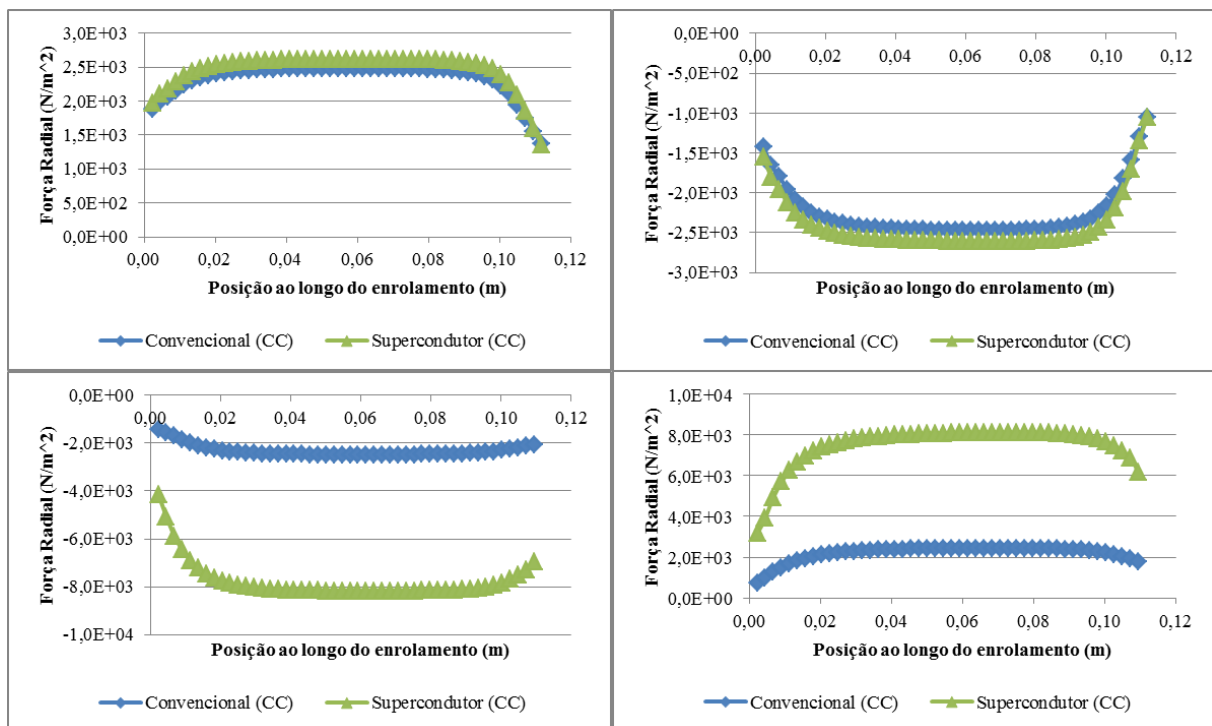 Força Radial (N/m^2)
3,0E+03
2,5E+03
2,0E+03
1,5E+03
1,0E+03
5,0E+02
0,0E+00
0,00 0,02 0,04 0,06 0,08 0,10 0,12
Posição ao longo do enrolamento (m)
Convencional (CC) Supercondutor (CC)
Força Radial (N/m^2)
0,0E+00
0,00 0,02 0,04 0,06 0,08 0,10 0,12
-5,0E+02
-1,0E+03
-1,5E+03
-2,0E+03
-2,5E+03
-3,0E+03
Posição ao longo do enrolamento (m)
Convencional (CC) Supercondutor (CC)
Força Radial (N/m^2)
0,0E+00
0,00 0,02 0,04 0,06 0,08 0,10 0,12
-2,0E+03
-4,0E+03
-6,0E+03
-8,0E+03
-1,0E+04
Posição ao longo do enrolamento (m)
Convencional (CC) Supercondutor (CC)
Força Radial (N/m^2)
1,0E+04
8,0E+03
6,0E+03
4,0E+03
2,0E+03
0,0E+00
0,00 0,02 0,04 0,06 0,08 0,10 0,12
Posição ao longo do enrolamento (m)
Convencional (CC) Supercondutor (CC)